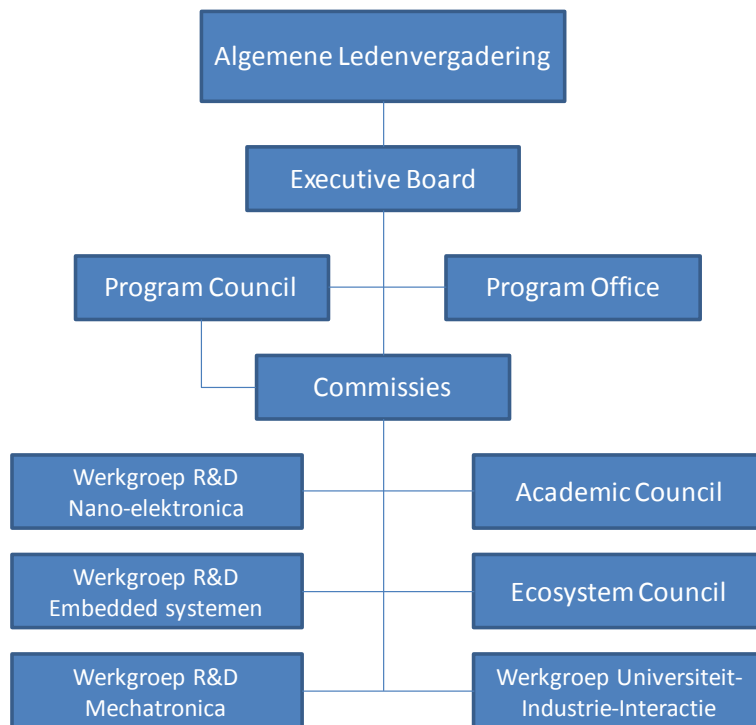 Algemene Ledenvergadering
Executive Board
Program Council
Program Office
Commissies
Werkgroep R&D
Nano-elektronica
Academic Council
Werkgroep R&D
Embedded systemen
Ecosystem Council
Werkgroep R&D
Mechatronica
Werkgroep Universiteit-
Industrie-Interactie